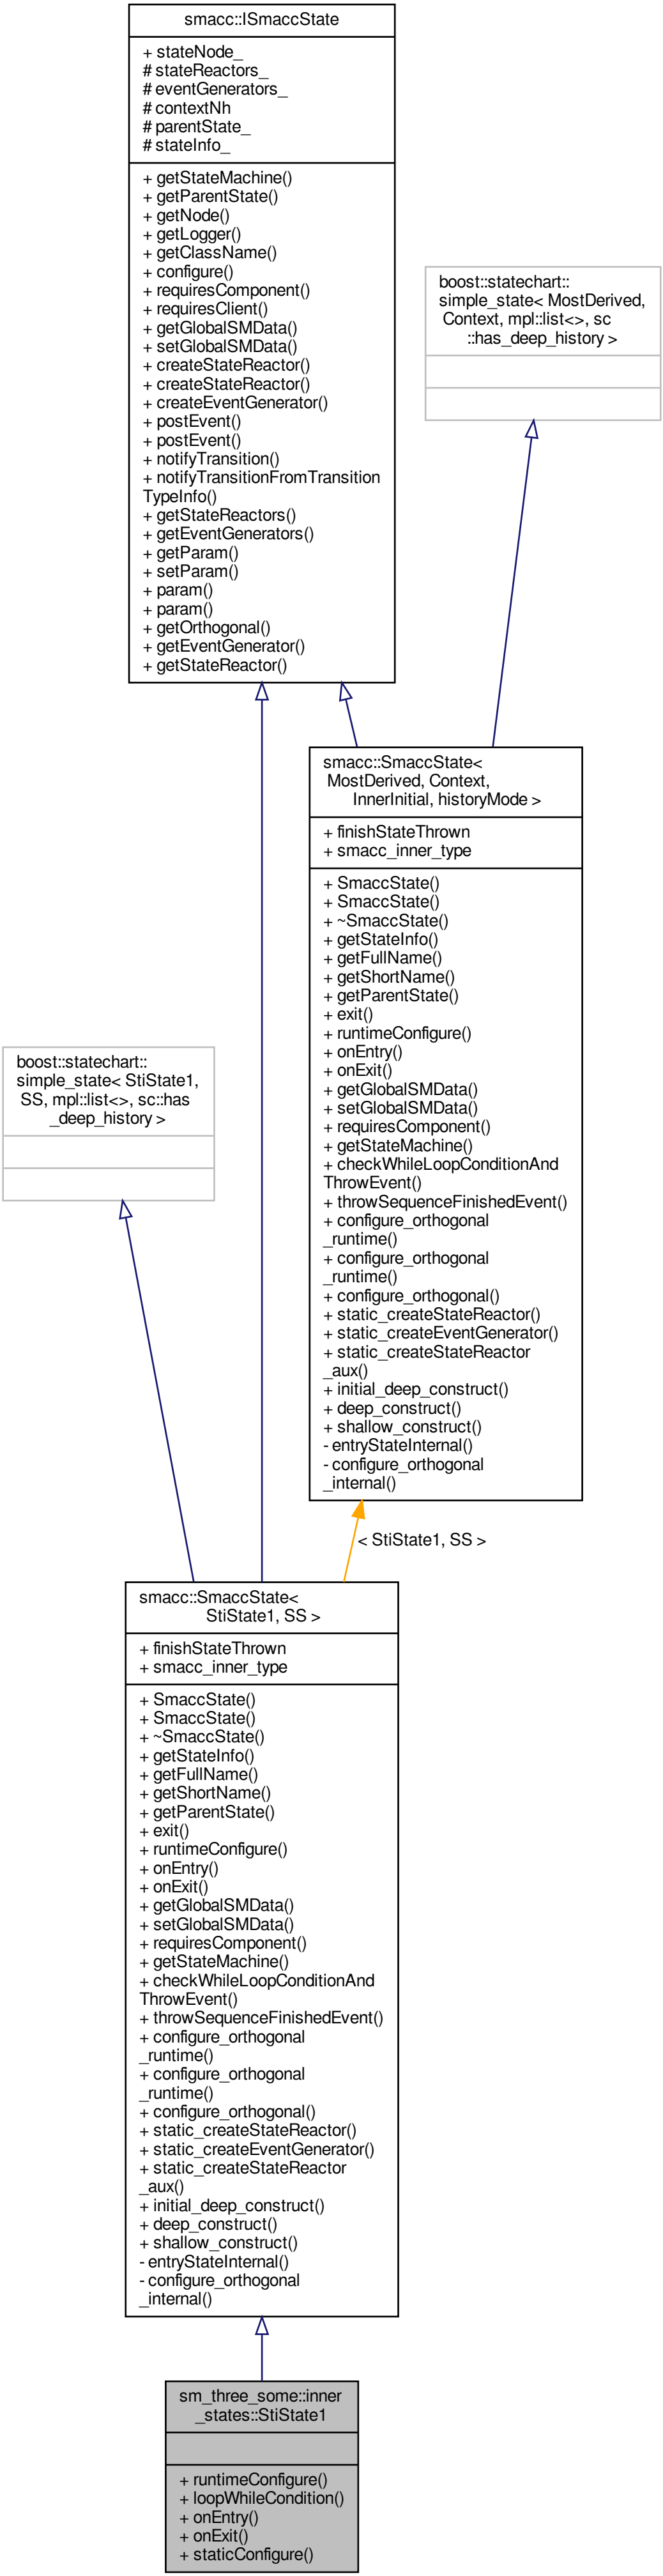 smacc::ISmaccState
+ stateNode_
# stateReactors_
# eventGenerators_
# contextNh
# parentState_
# stateInfo_
+ getStateMachine()
+ getParentState()
+ getNode()
+ getLogger()
+ getClassName()
+ configure()
+ requiresComponent()
+ requiresClient()
+ getGlobalSMData()
+ setGlobalSMData()
+ createStateReactor()
+ createStateReactor()
+ createEventGenerator()
+ postEvent()
+ postEvent()
+ notifyTransition()
+ notifyTransitionFromTransition
TypeInfo()
+ getStateReactors()
+ getEventGenerators()
+ getParam()
+ setParam()
+ param()
+ param()
+ getOrthogonal()
+ getEventGenerator()
+ getStateReactor()
boost::statechart::
simple_state< MostDerived,
Context, mpl::list<>, sc
::has_deep_history >
smacc::SmaccState<
MostDerived, Context,
InnerInitial, historyMode >
+ finishStateThrown
+ smacc_inner_type
+ SmaccState()
+ SmaccState()
+ ~SmaccState()
+ getStateInfo()
+ getFullName()
+ getShortName()
+ getParentState()
+ exit()
+ runtimeConfigure()
+ onEntry()
+ onExit()
+ getGlobalSMData()
+ setGlobalSMData()
+ requiresComponent()
+ getStateMachine()
+ checkWhileLoopConditionAnd
ThrowEvent()
+ throwSequenceFinishedEvent()
+ configure_orthogonal
_runtime()
+ configure_orthogonal
_runtime()
+ configure_orthogonal()
+ static_createStateReactor()
+ static_createEventGenerator()
+ static_createStateReactor
_aux()
+ initial_deep_construct()
+ deep_construct()
+ shallow_construct()
- entryStateInternal()
- configure_orthogonal
_internal()
boost::statechart::
simple_state< StiState1,
SS, mpl::list<>, sc::has
_deep_history >
< StiState1, SS >
smacc::SmaccState<
StiState1, SS >
+ finishStateThrown
+ smacc_inner_type
+ SmaccState()
+ SmaccState()
+ ~SmaccState()
+ getStateInfo()
+ getFullName()
+ getShortName()
+ getParentState()
+ exit()
+ runtimeConfigure()
+ onEntry()
+ onExit()
+ getGlobalSMData()
+ setGlobalSMData()
+ requiresComponent()
+ getStateMachine()
+ checkWhileLoopConditionAnd
ThrowEvent()
+ throwSequenceFinishedEvent()
+ configure_orthogonal
_runtime()
+ configure_orthogonal
_runtime()
+ configure_orthogonal()
+ static_createStateReactor()
+ static_createEventGenerator()
+ static_createStateReactor
_aux()
+ initial_deep_construct()
+ deep_construct()
+ shallow_construct()
- entryStateInternal()
- configure_orthogonal
_internal()
sm_three_some::inner
_states::StiState1
+ runtimeConfigure()
+ loopWhileCondition()
+ onEntry()
+ onExit()
+ staticConfigure()